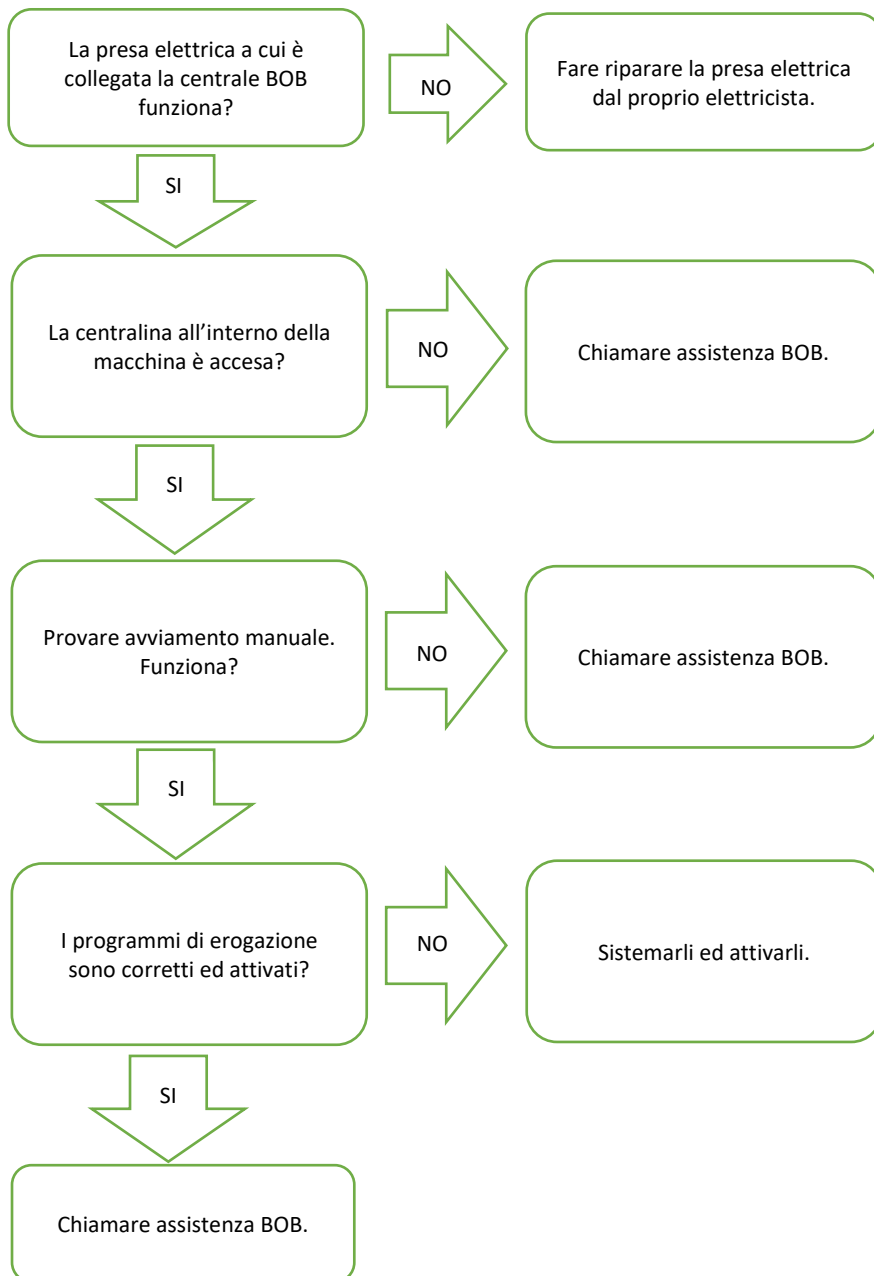 La presa elettrica a cui è
collegata la centrale BOB
funziona?
NO
Fare riparare la presa elettrica
dal proprio elettricista.
SI
La centralina all’interno della
macchina è accesa?
NO
Chiamare assistenza BOB.
SI
Provare avviamento manuale.
Funziona?
NO
Chiamare assistenza BOB.
SI
I programmi di erogazione
sono corretti ed attivati?
NO
Sistemarli ed attivarli.
SI
Chiamare assistenza BOB.